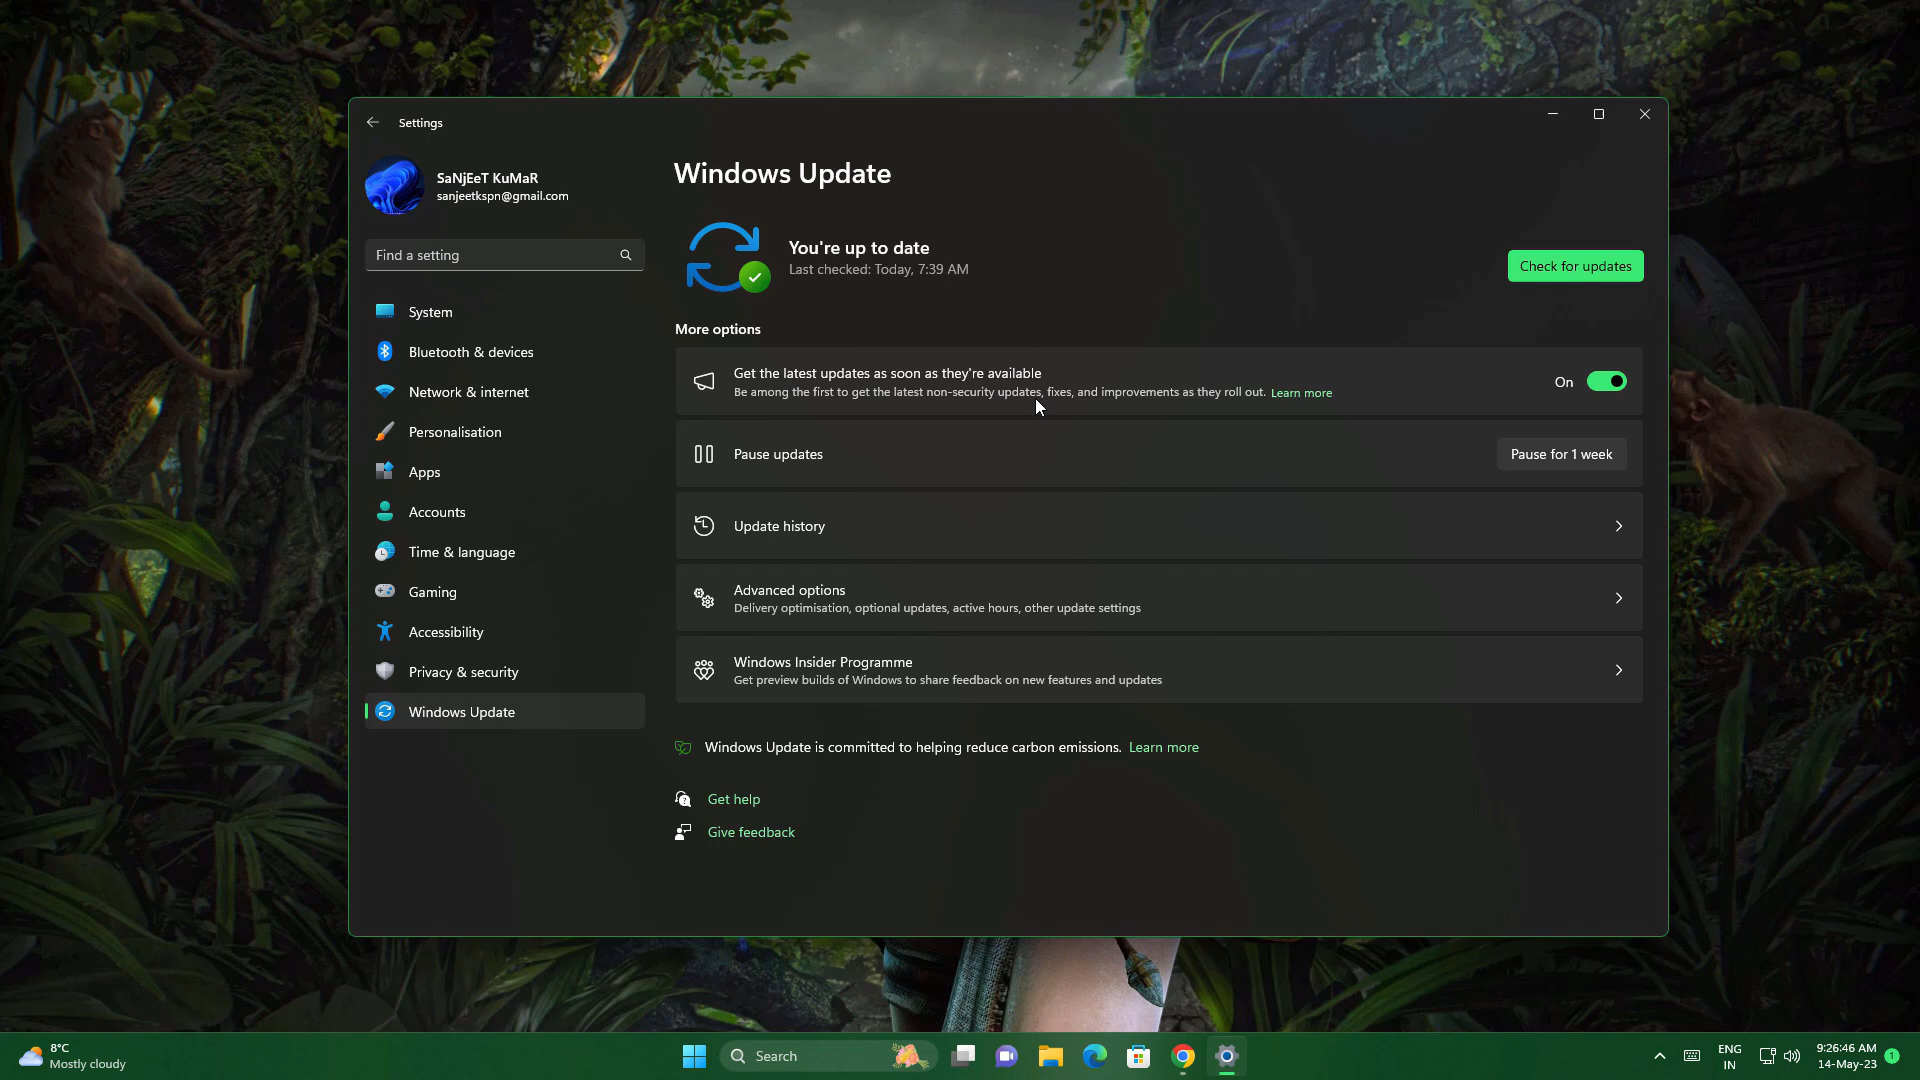 Settings
SaNjEeT KuMaR
sanjeetkspn@gmail.com
Find a setting
System
Bluetooth & devices
Network & internet
Personalisation
Apps
Accounts
Time & language
Gaming
Accessibility
Privacy & security
Windows Update
Windows Update
You're up to date
Last checked: Today, 7:39 AM
Check for updates
More options
Get the latest updates as soon as they're available
Be among the first to get the latest non-security updates, fixes, and improvements as they roll out. Learn more
On
Pause updates
Pause for 1 week
Update history
Advanced options
Delivery optimisation, optional updates, active hours, other update settings
Windows Insider Programme
Get preview builds of Windows to share feedback on new features and updates
Windows Update is committed to helping reduce carbon emissions. Learn more
Get help
Give feedback
8°C
Mostly cloudy
Search
ENG
IN
9:26:46 AM
14-May-23
1